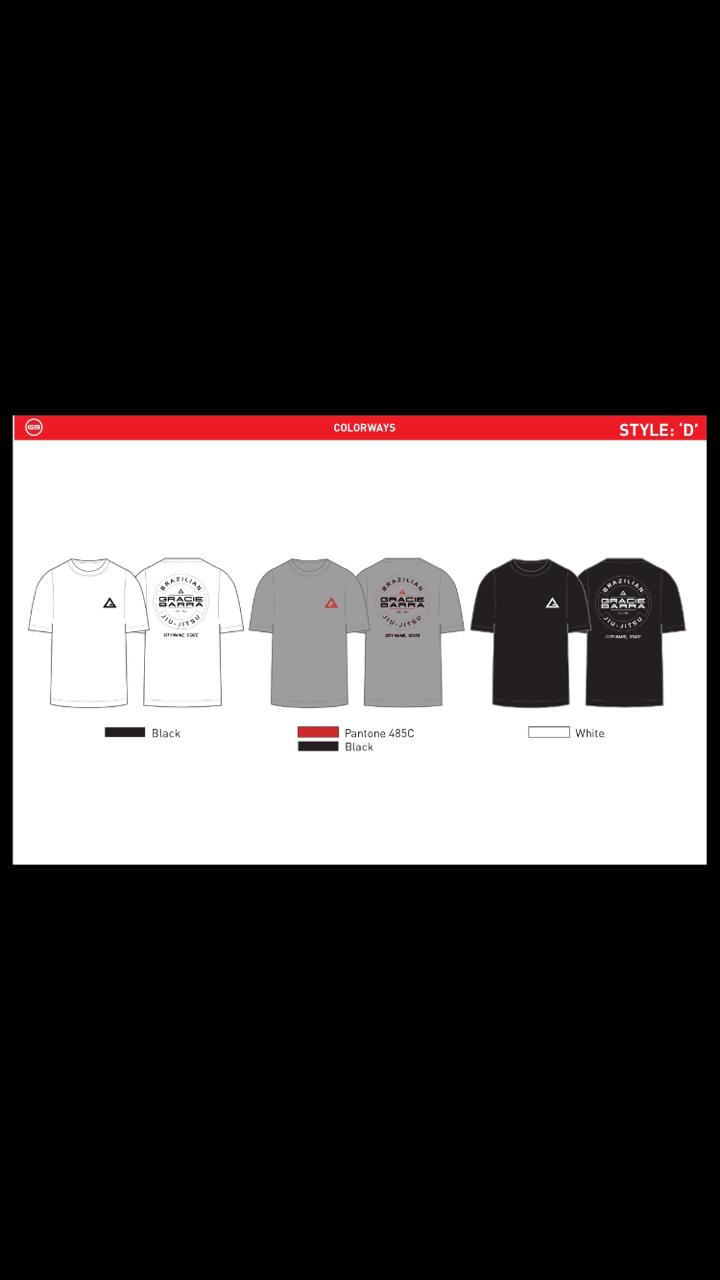 GB
COLORWAYS
STYLE: ‘D’
BRAZILIAN
GRACIE
BARRA
JIU-JITSU
CITY NAME, STATE
BRAZILIAN
GRACIE
BARRA
JIU-JITSU
CITY NAME, STATE
BRAZILIAN
GRACIE
BARRA
JIU-JITSU
CITY NAME, STATE
Black
Pantone 485C
Black
White